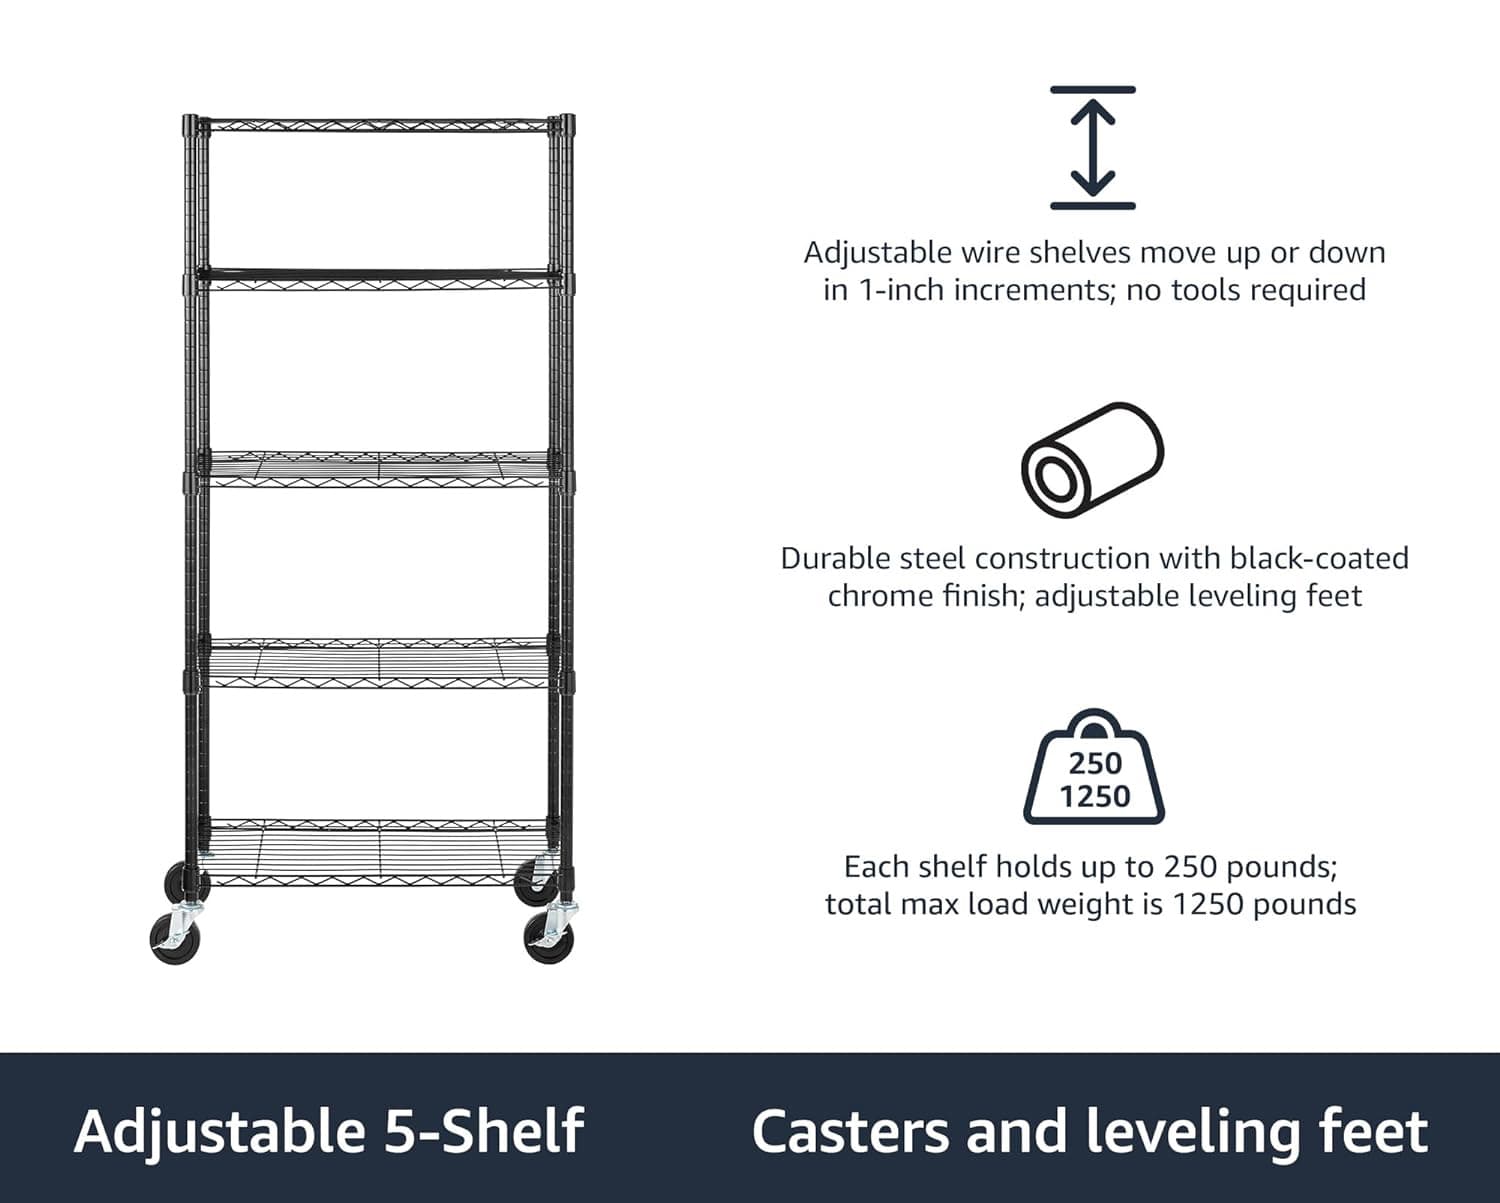 Adjustable wire shelves move up or down
in 1-inch increments; no tools required
Durable steel construction with black-coated
chrome finish; adjustable leveling feet
250
1250
Each shelf holds up to 250 pounds;
total max load weight is 1250 pounds
Adjustable 5-Shelf
Casters and leveling feet